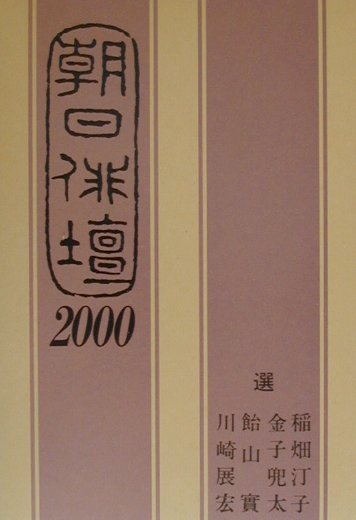 朝日俳壇
2000
選
稲畑汀子
金子兜太
飴山實
川崎展宏